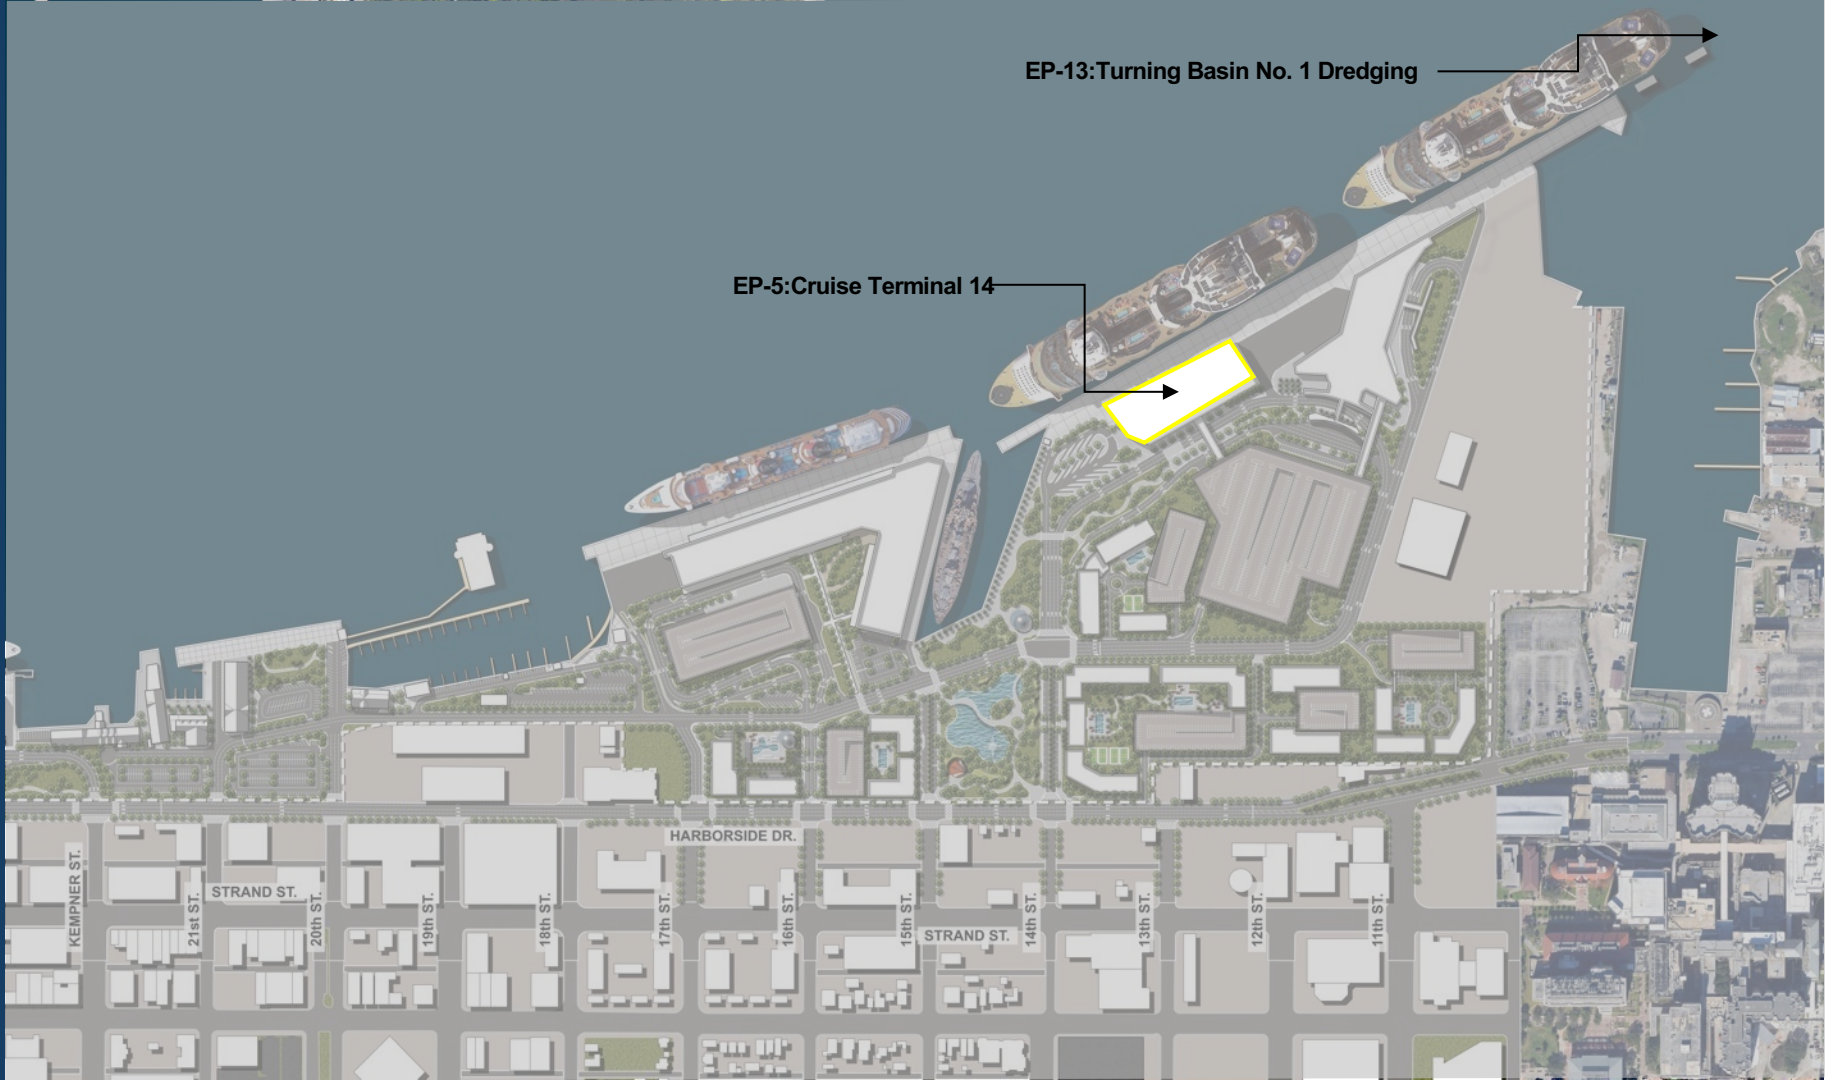 EP-13:Turning Basin No. 1 Dredging
EP-5:Cruise Terminal 14
HARBORSIDE DR.
KEMPNER ST.
21st ST.
STRAND ST.
20th ST.
19th ST.
18th ST.
17th ST.
16th ST.
15th ST.
STRAND ST.
14th ST.
13th ST.
12th ST.
11th ST.